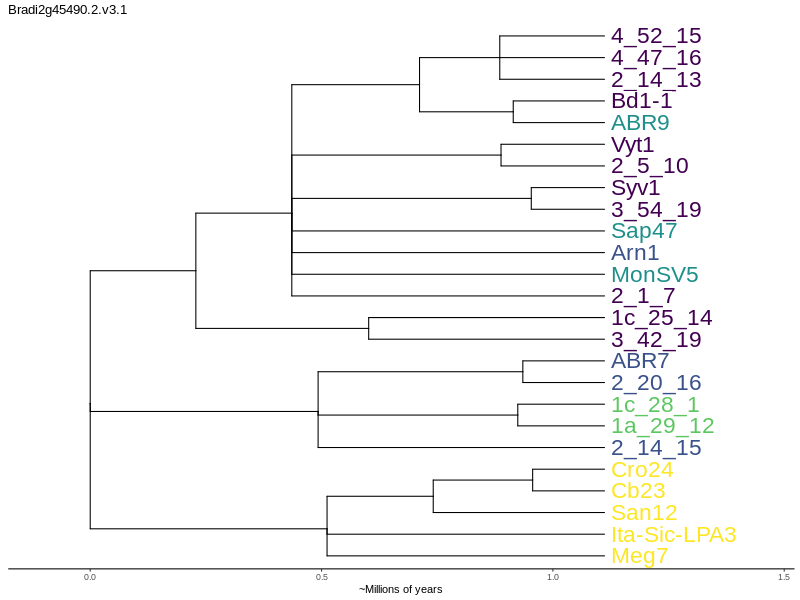 Bradi2g45490.2.v3.1
4_52_15
4_47_16
2_14_13
Bd1-1
ABR9
Vyt1
2_5_10
Syv1
3_54_19
Sap47
Arn1
MonSV5
2_1_7
1c_25_14
3_42_19
ABR7
2_20_16
1c_28_1
1a_29_12
2_14_15
Cro24
Cb23
San12
Ita-Sic-LPA3
Meg7
0.0 0.5 1.0 1.5
~Millions of years